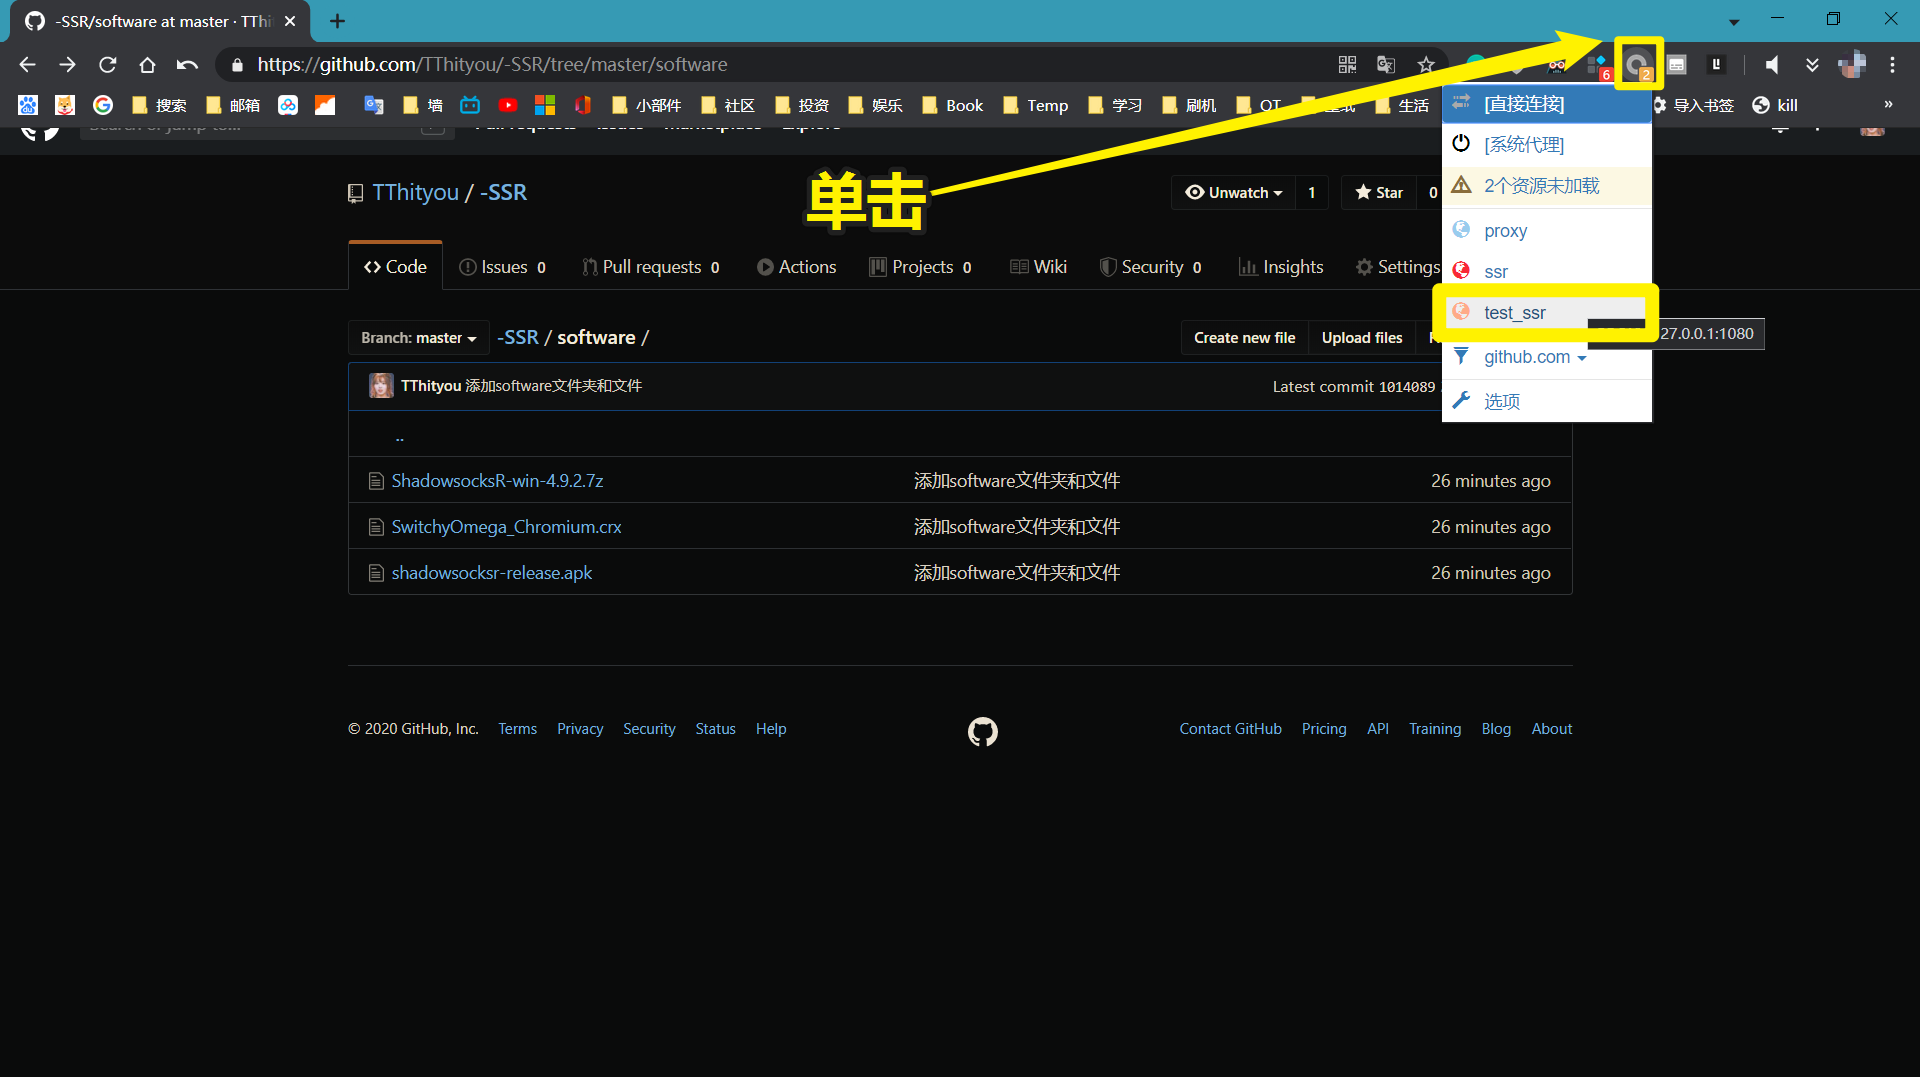 -SSR/software at master · TThi
https://github.com/TThityou/-SSR/tree/master/software
6
2
搜索
邮箱
墙
小部件
社区
投资
娱乐
Book
Temp
学习
刷机
生活
导入书签
kill
»
单击
[直接连接]
[系统代理]
2个资源未加载
proxy
ssr
test_ssr
27.0.0.1:1080
github.com
选项
TThityou / -SSR
Unwatch
1
Star
0
Code
Issues 0
Pull requests 0
Actions
Projects 0
Wiki
Security 0
Insights
Settings
Branch: master
-SSR / software /
Create new file
Upload files
TThityou 添加software文件夹和文件
Latest commit 1014089
..
ShadowsocksR-win-4.9.2.7z 添加software文件夹和文件 26 minutes ago
SwitchyOmega_Chromium.crx 添加software文件夹和文件 26 minutes ago
shadowsocksr-release.apk 添加software文件夹和文件 26 minutes ago
© 2020 GitHub, Inc. Terms Privacy Security Status Help
Contact GitHub Pricing API Training Blog About